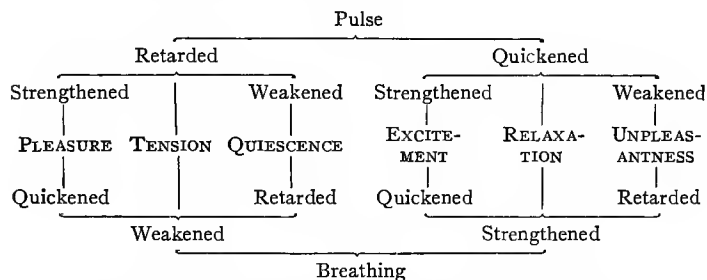 Pulse
Retarded Quickened
Strengthened Weakened Strengthened Weakened
PLEASURE TENSION QUIESCENCE EXCITE- RELAXA- UNPLEAS-
MENT TION ANTNESS
Quickened Retarded Quickened Retarded
Weakened Strengthened
Breathing